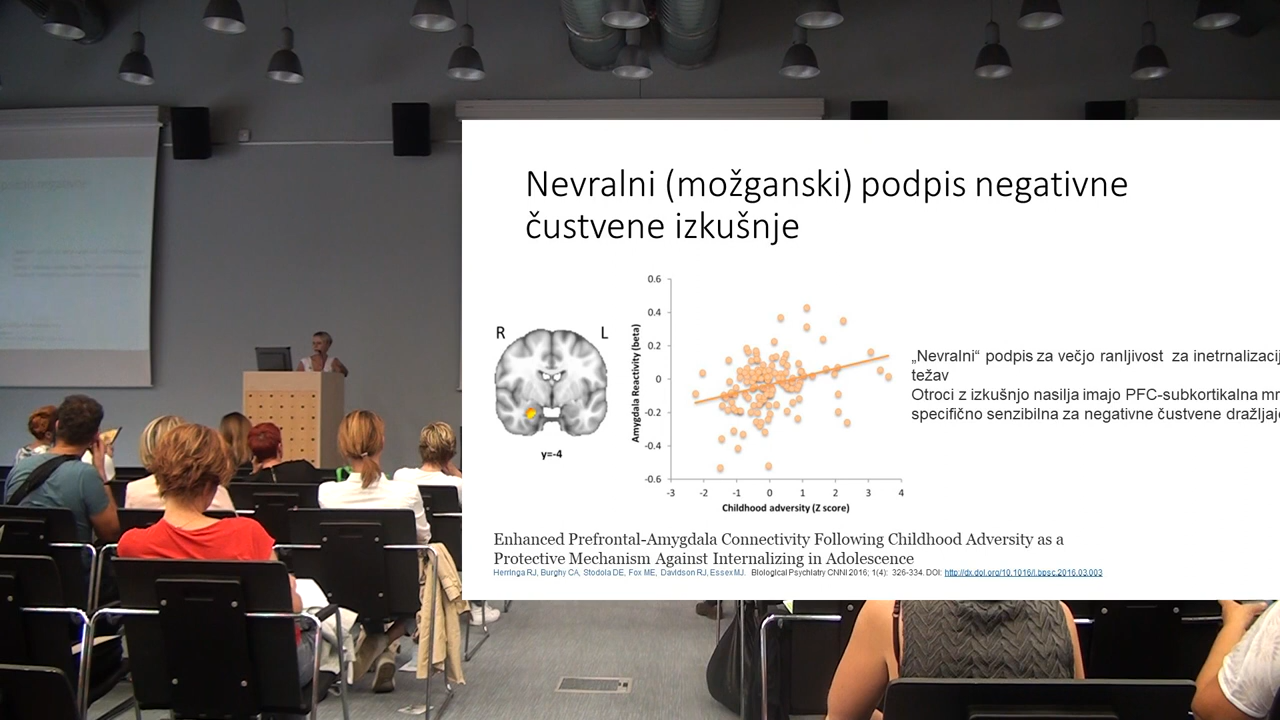 Nevralni (možganski) podpis negativne
čustvene izkušnje
R
L
y=-4
Amygdala Reactivity (beta)
0.6
0.4
0.2
0
-0.2
-0.4
-0.6
-3 -2 -1 0 1 2 3 4
Childhood adversity (Z score)
„Nevralni“ podpis za večjo ranljivost za inetrnalizacij
težav
Otroci z izkušnjo nasilja imajo PFC-subkortikalna mr
specifično senzibilna za negativne čustvene dražljaje
Enhanced Prefrontal-Amygdala Connectivity Following Childhood Adversity as a
Protective Mechanism Against Internalizing in Adolescence
Herringa RJ, Burghy CA, Stodola DE, Fox ME, Davidson RJ, Essex MJ. Biological Psychiatry CNNI 2016; 1(4): 326-334. DOI: http://dx.doi.org/10.1016/j.bpsc.2016.03.003